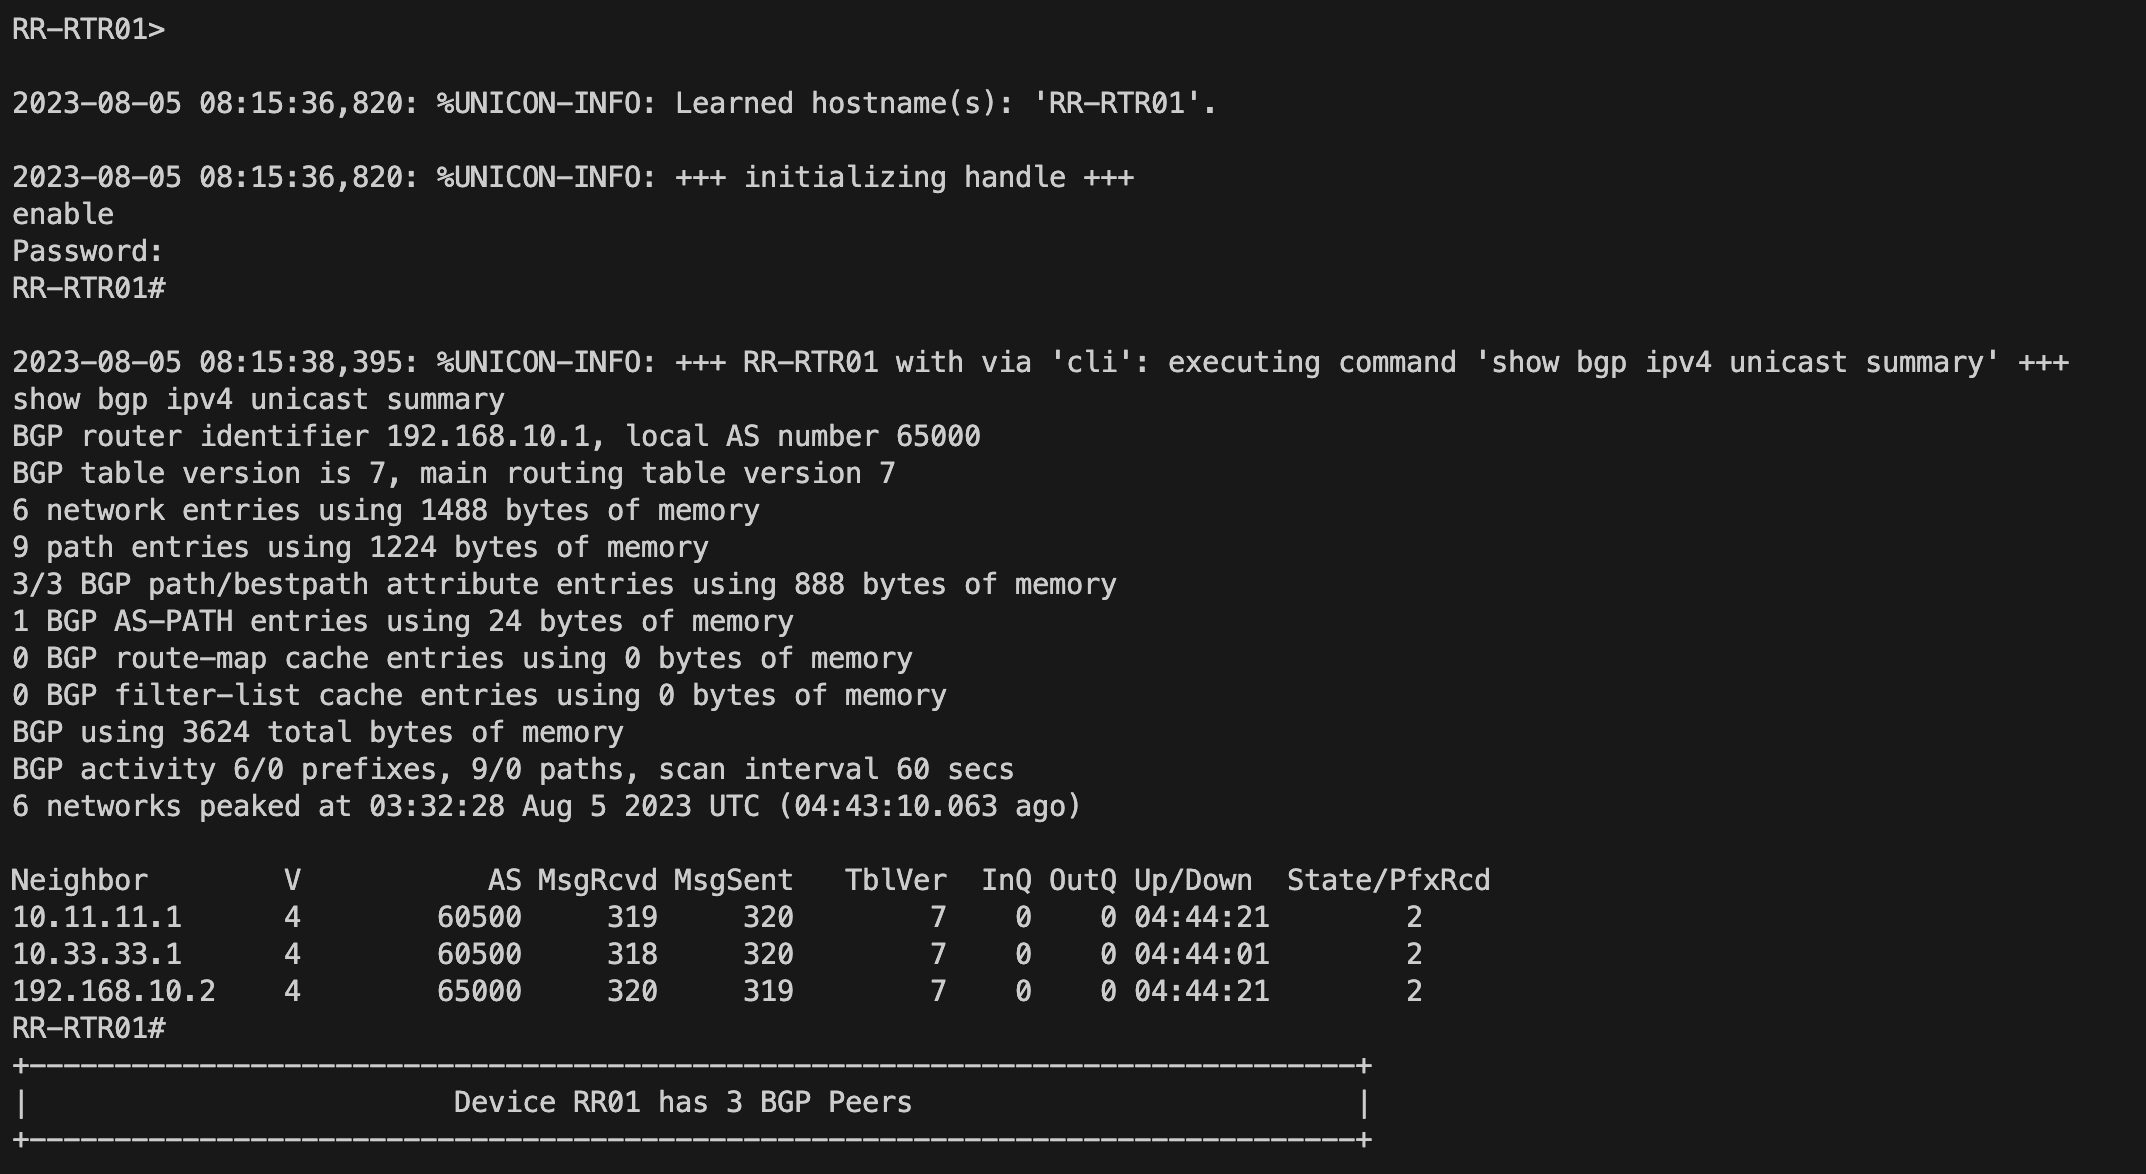 RR-RTR01>
2023-08-05 08:15:36,820: %UNICON-INFO: Learned hostname(s): 'RR-RTR01'.
2023-08-05 08:15:36,820: %UNICON-INFO: +++ initializing handle +++
enable
Password:
RR-RTR01#
2023-08-05 08:15:38,395: %UNICON-INFO: +++ RR-RTR01 with via 'cli': executing command 'show bgp ipv4 unicast summary' +++
show bgp ipv4 unicast summary
BGP router identifier 192.168.10.1, local AS number 65000
BGP table version is 7, main routing table version 7
6 network entries using 1488 bytes of memory
9 path entries using 1224 bytes of memory
3/3 BGP path/bestpath attribute entries using 888 bytes of memory
1 BGP AS-PATH entries using 24 bytes of memory
0 BGP route-map cache entries using 0 bytes of memory
0 BGP filter-list cache entries using 0 bytes of memory
BGP using 3624 total bytes of memory
BGP activity 6/0 prefixes, 9/0 paths, scan interval 60 secs
6 networks peaked at 03:32:28 Aug 5 2023 UTC (04:43:10.063 ago)
Neighbor        V           AS MsgRcvd MsgSent   TblVer  InQ OutQ Up/Down  State/PfxRcd
10.11.11.1      4        60500     319     320        7    0    0 04:44:21        2
10.33.33.1      4        60500     318     320        7    0    0 04:44:01        2
192.168.10.2    4        65000     320     319        7    0    0 04:44:21        2
RR-RTR01#
+------------------------------------------------------------------------------+
|                         Device RR01 has 3 BGP Peers                          |
+------------------------------------------------------------------------------+